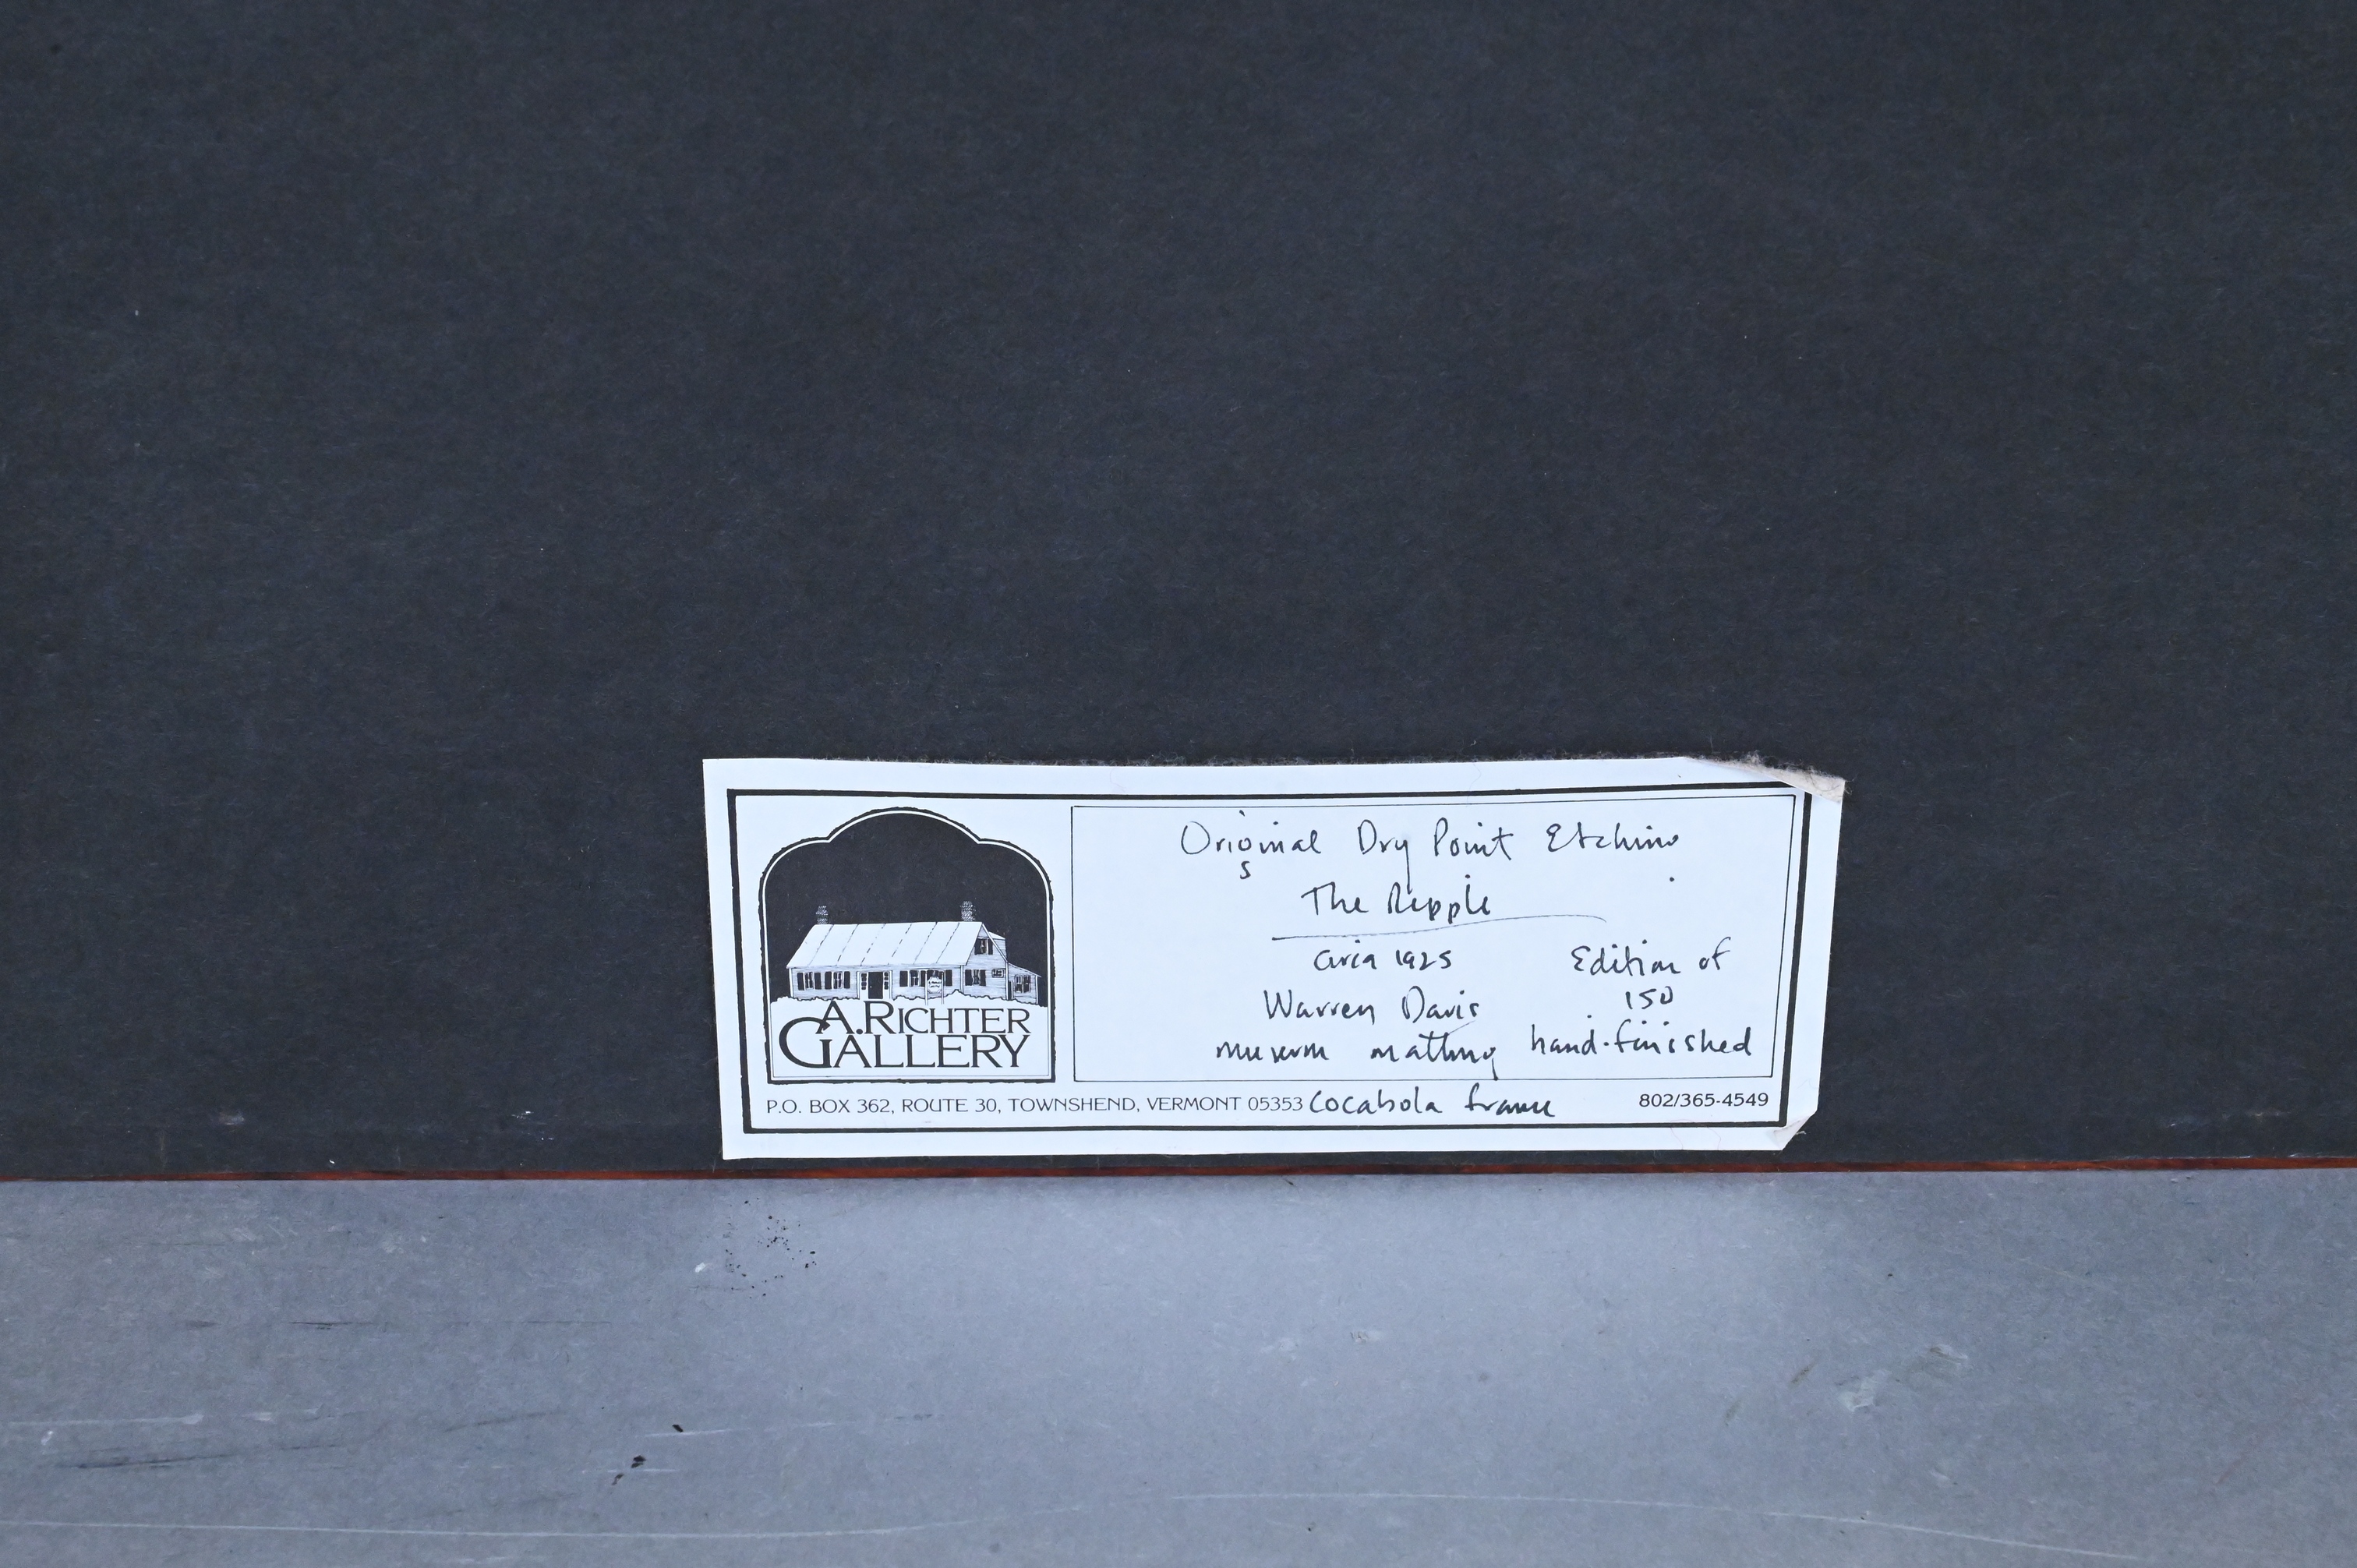 Original Dry Point Etching
The Ripple
Circa 1925
Edition of
150
Warren Davis
museum matting
hand-finished
Cocabola frame
A. RICHTER
GALLERY
P.O. BOX 362, ROUTE 30, TOWNSHEND, VERMONT 05353
802/365-4549